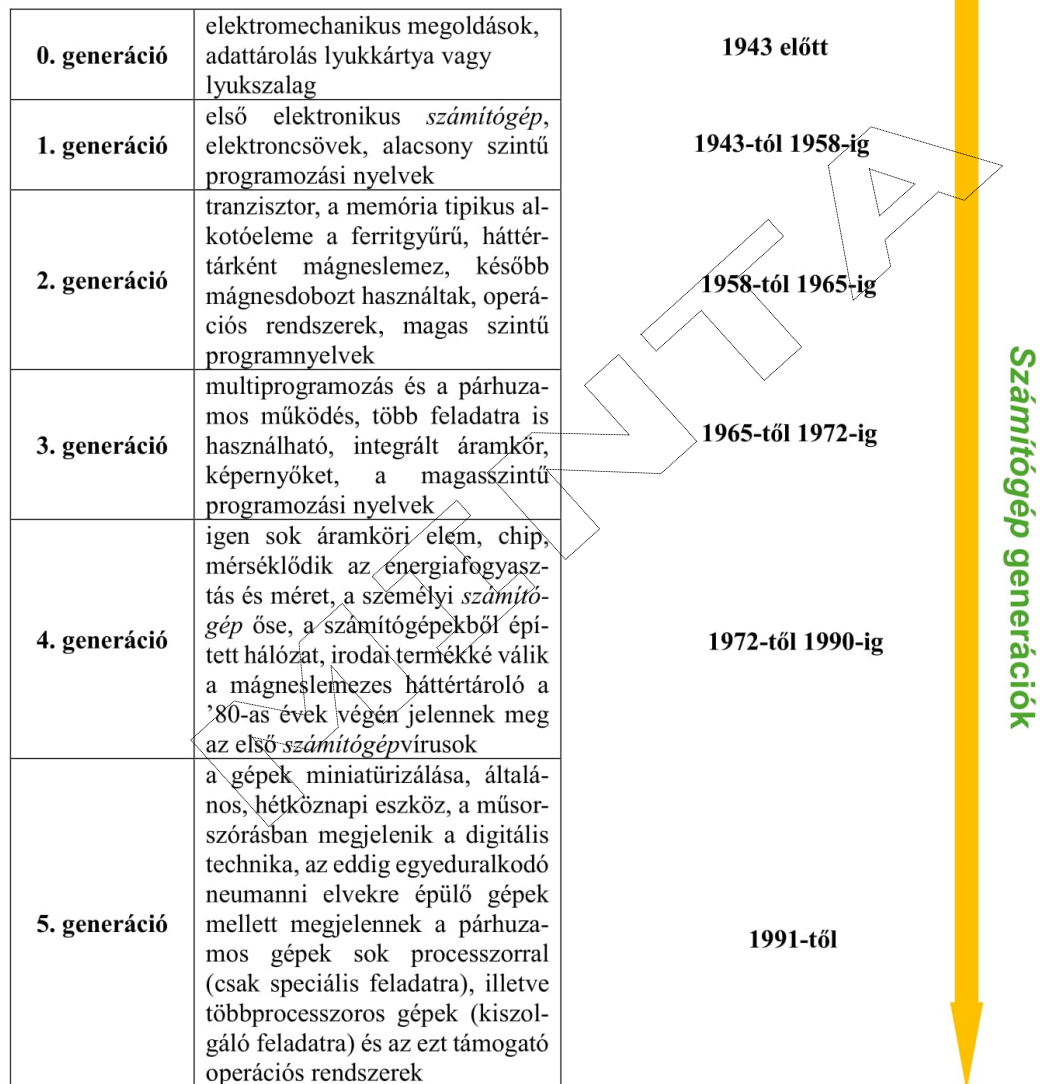 0. generáció
elektromechanikus megoldások,
adattárolás lyukkártya vagy
lyukszalag
1943 előtt
1. generáció
első elektronikus számítógép,
elektroncsövek, alacsony szintű
programozási nyelvek
1943-tól 1958-ig
2. generáció
tranzisztor, a memória tipikus al-
kotóeleme a ferritgyűrű, háttér-
tárként mágneslemez, később
mágnesdobozt használtak, operá-
ciós rendszerek, magas szintű
programnyelvek
1958-tól 1965-ig
3. generáció
multiprogramozás és a párhuza-
mos működés, több feladatra is
használható, integrált áramkör,
képernyőket, a magasszintű
programozási nyelvek
1965-től 1972-ig
4. generáció
igen sok áramköri elem, chip,
mérséklődik az energiafogyasz-
tás és méret, a személyi számító-
gép őse, a számítógépekből épí-
tett hálózat, irodai termékké válik
a mágneslemezes háttértároló a
’80-as évek végén jelennek meg
az első számítógépvírusok
1972-től 1990-ig
5. generáció
a gépek miniatürizálása, általá-
nos, hétköznapi eszköz, a műsor-
szórásban megjelenik a digitális
technika, az eddig egyeduralkodó
neumanni elvekre épülő gépek
mellett megjelennek a párhuza-
mos gépek sok processzorral
(csak speciális feladatra), illetve
többprocesszoros gépek (kiszol-
gáló feladatra) és az ezt támogató
operációs rendszerek
1991-től
Számítógép generációk
MINTA